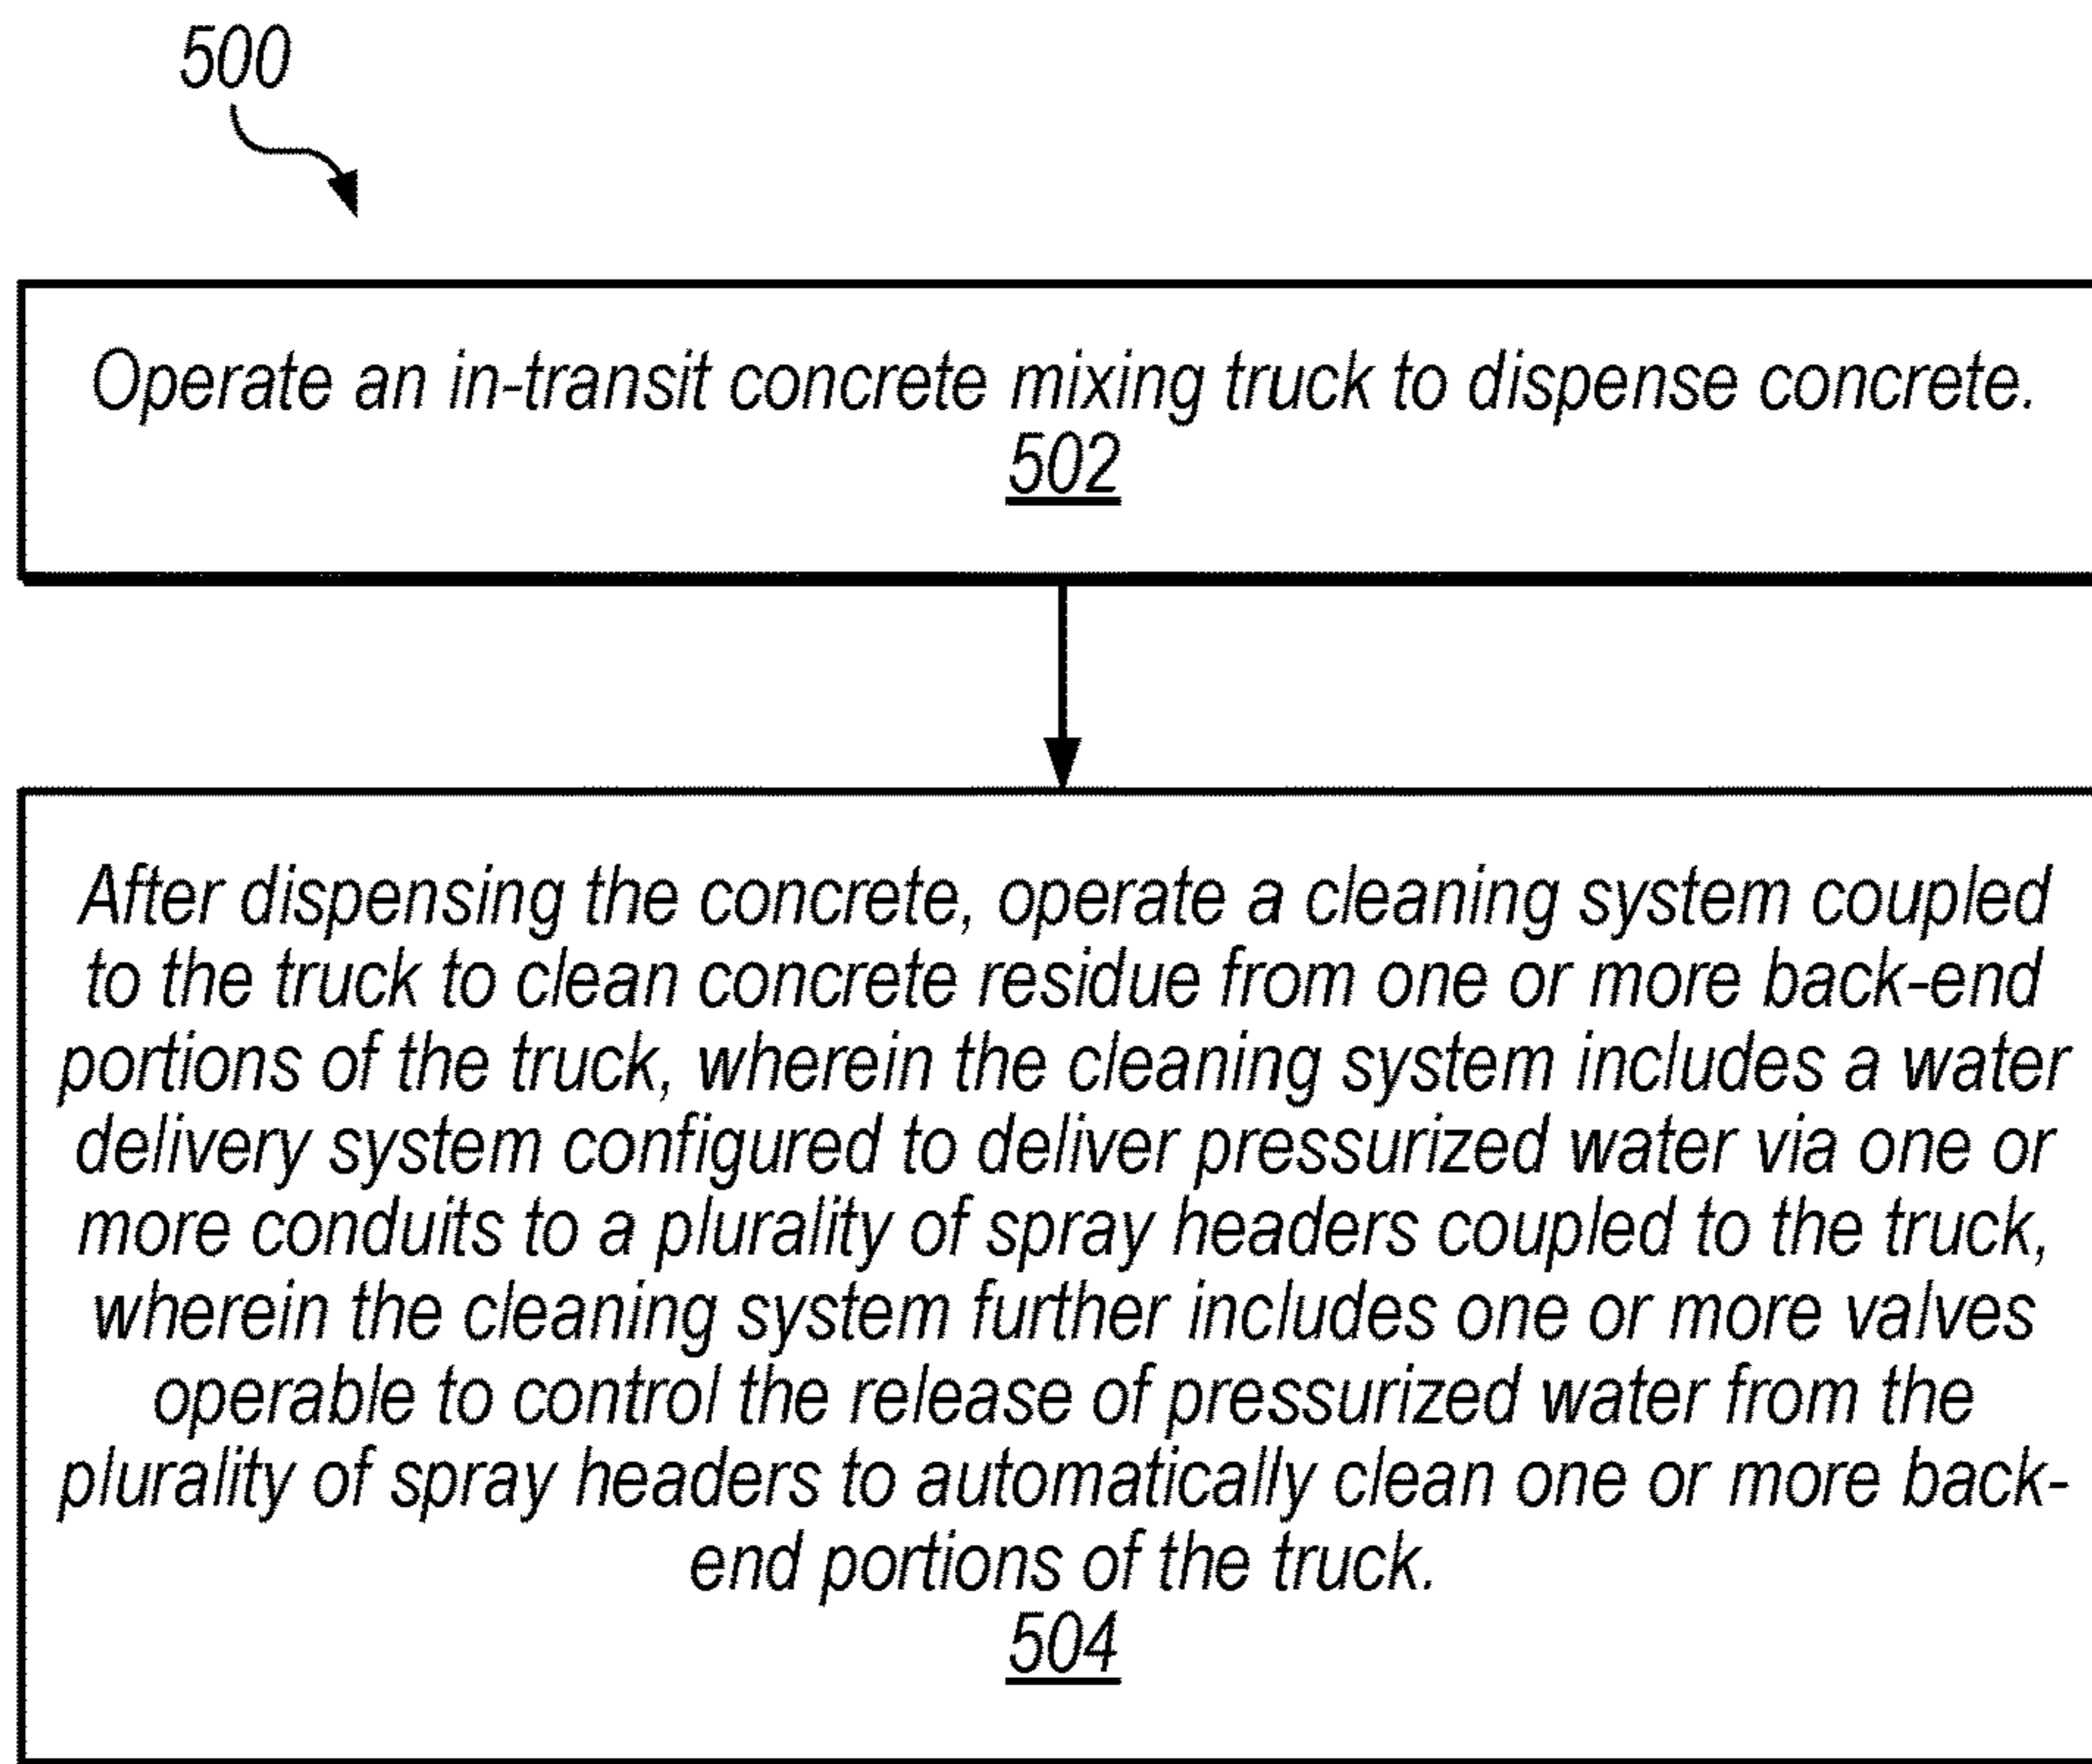 500
Operate an in-transit concrete mixing truck to dispense concrete.
502
After dispensing the concrete, operate a cleaning system coupled
to the truck to clean concrete residue from one or more back-end
portions of the truck, wherein the cleaning system includes a water
delivery system configured to deliver pressurized water via one or
more conduits to a plurality of spray headers coupled to the truck,
wherein the cleaning system further includes one or more valves
operable to control the release of pressurized water from the
plurality of spray headers to automatically clean one or more back-
end portions of the truck.
504